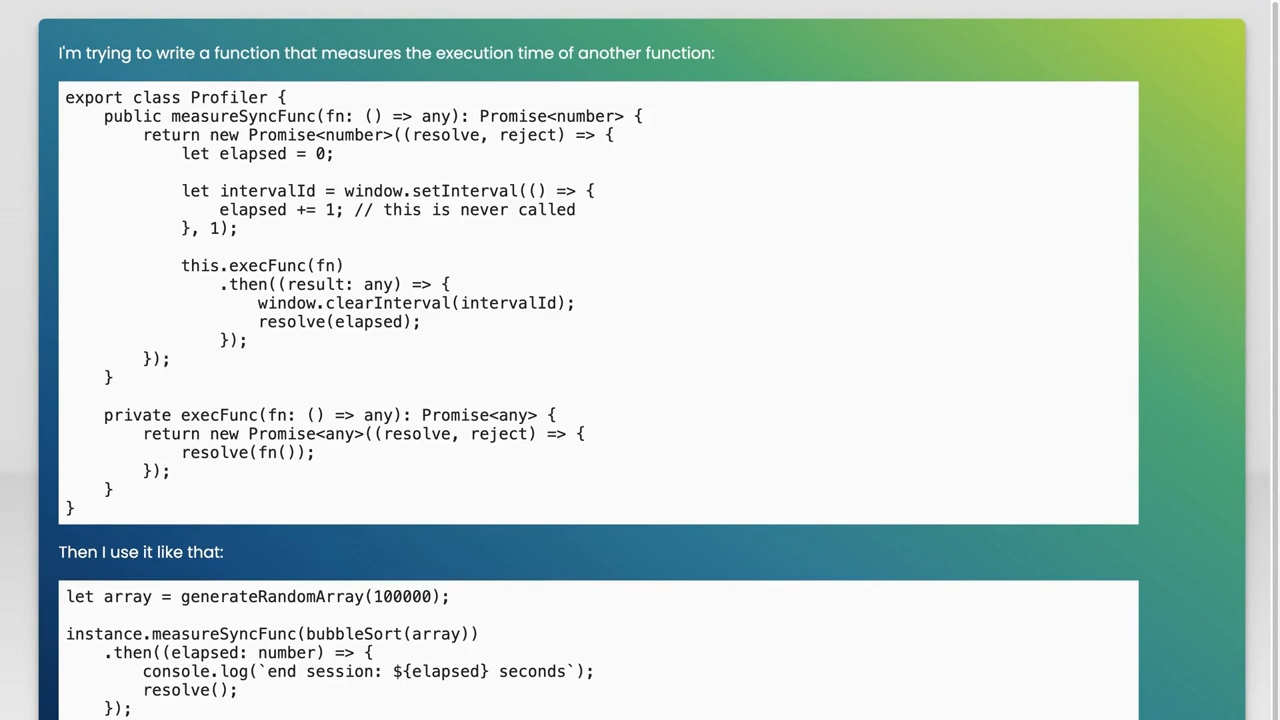 I'm trying to write a function that measures the execution time of another function:
export class Profiler {
    public measureSyncFunc(fn: () => any): Promise<number> {
        return new Promise<number>((resolve, reject) => {
            let elapsed = 0;
            let intervalId = window.setInterval(() => {
                elapsed += 1; // this is never called
            }, 1);
            this.execFunc(fn)
                .then((result: any) => {
                    window.clearInterval(intervalId);
                    resolve(elapsed);
                });
        });
    }
    private execFunc(fn: () => any): Promise<any> {
        return new Promise<any>((resolve, reject) => {
            resolve(fn());
        });
    }
}
Then I use it like that:
let array = generateRandomArray(100000);
instance.measureSyncFunc(bubbleSort(array))
    .then((elapsed: number) => {
        console.log(`end session: ${elapsed} seconds`);
        resolve();
    });